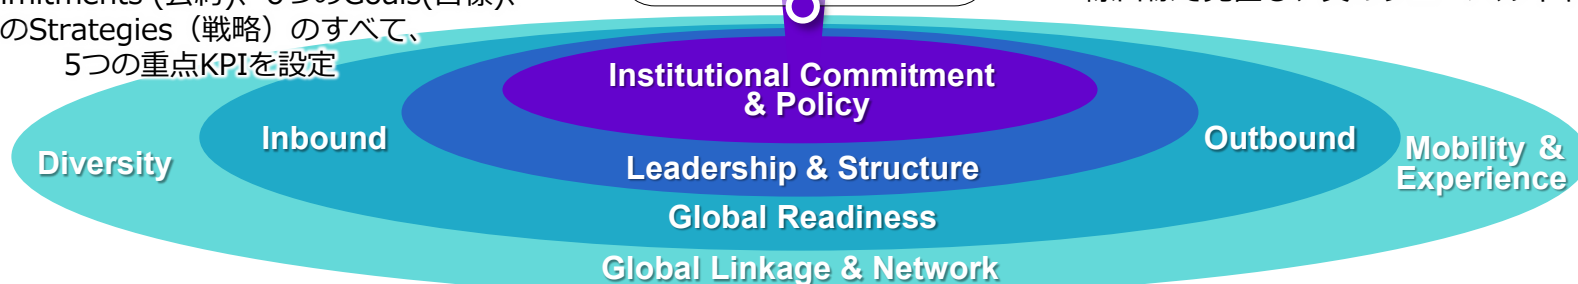 のStrategies（戦略）のすべて、
5つの重点KPIを設定
Institutional Commitment
& Policy
Inbound
Outbound
Diversity
Mobility &
Experience
Leadership & Structure
Global Readiness
Global Linkage & Network